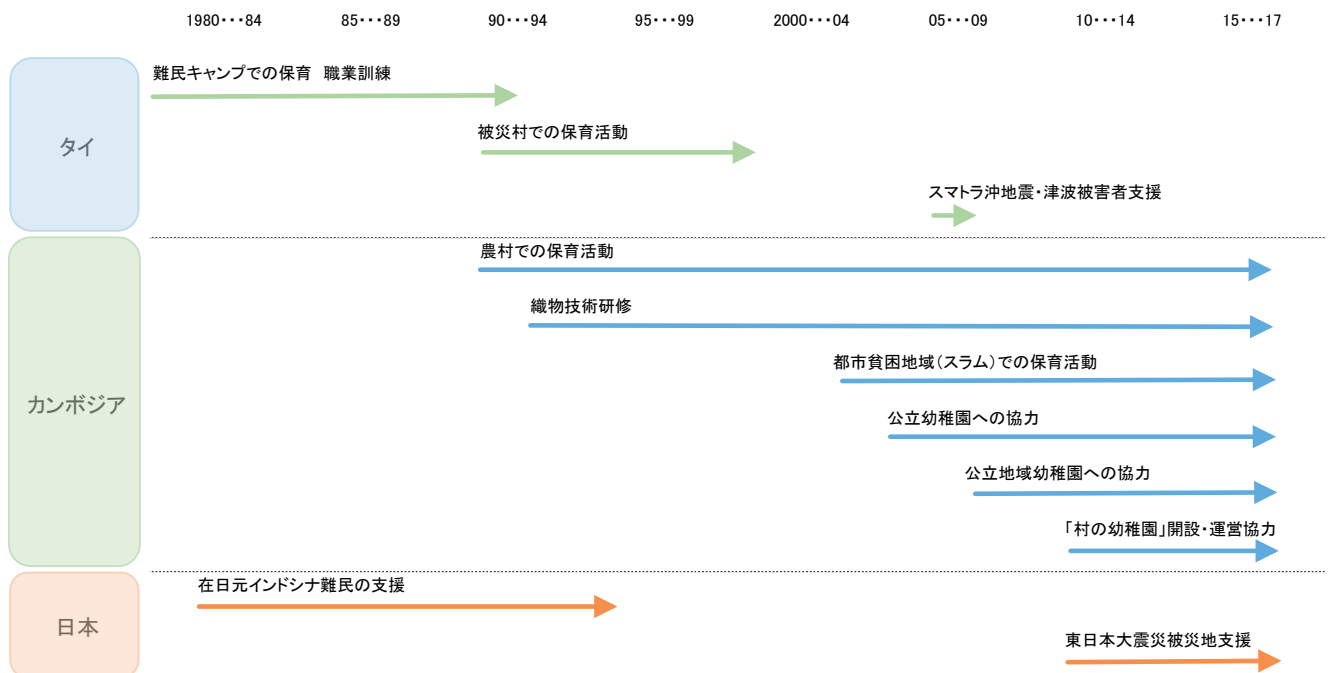 1980・・・84 85・・・89 90・・・94 95・・・99 2000・・・04 05・・・09 10・・・14 15・・・17
タイ
難民キャンプでの保育 職業訓練
被災村での保育活動
スマトラ沖地震・津波被害者支援
カンボジア
農村での保育活動
織物技術研修
都市貧困地域(スラム)での保育活動
公立幼稚園への協力
公立地域幼稚園への協力
「村の幼稚園」開設・運営協力
日本
在日元インドシナ難民の支援
東日本大震災被災地支援